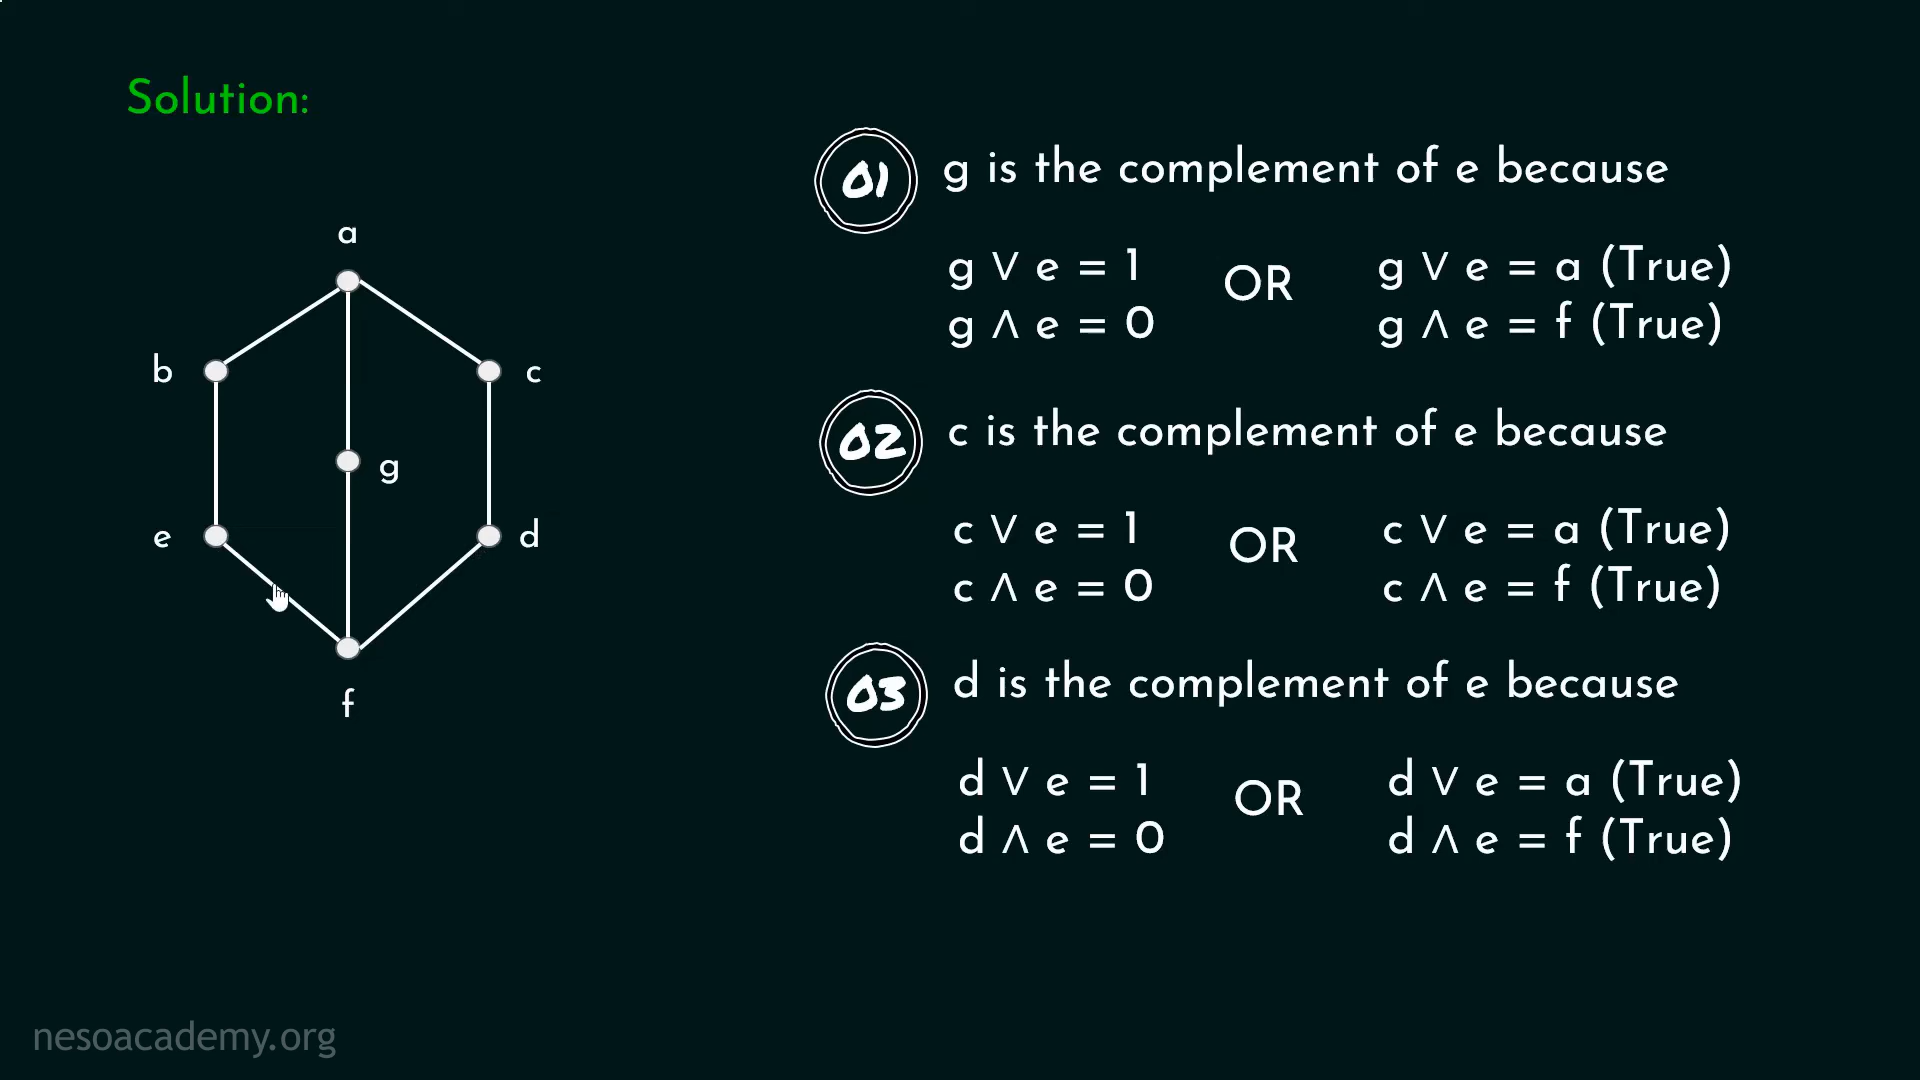 Solution:
a
b
c
g
e
d
f
01 g is the complement of e because
g ∨ e = 1 OR g ∨ e = a (True)
g ∧ e = 0 g ∧ e = f (True)
02 c is the complement of e because
c ∨ e = 1 OR c ∨ e = a (True)
c ∧ e = 0 c ∧ e = f (True)
03 d is the complement of e because
d ∨ e = 1 OR d ∨ e = a (True)
d ∧ e = 0 d ∧ e = f (True)
nesoacademy.org